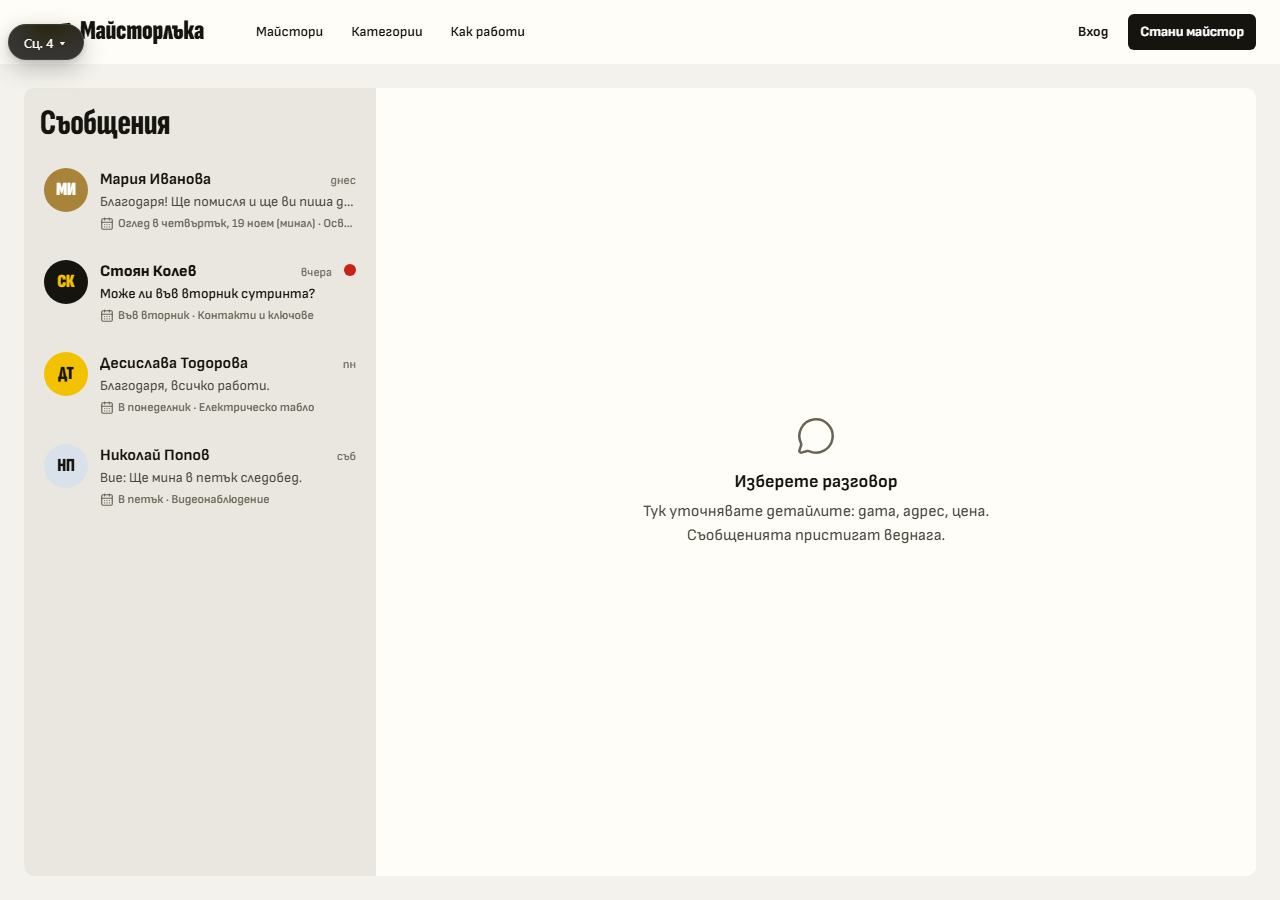 Сц. 4
Майсторлъка
Майстори
Категории
Как работи
Вход
Стани майстор
Съобщения
МИ
Мария Иванова
днес
Благодаря! Ще помисля и ще ви пиша д...
Оглед в четвъртък, 19 ноем (минал) · Осв...
СК
Стоян Колев
вчера
Може ли във вторник сутринта?
Във вторник · Контакти и ключове
ДТ
Десислава Тодорова
пн
Благодаря, всичко работи.
В понеделник · Електрическо табло
НП
Николай Попов
съб
Вие: Ще мина в петък следобед.
В петък · Видеонаблюдение
Изберете разговор
Тук уточнявате детайлите: дата, адрес, цена.
Съобщенията пристигат веднага.